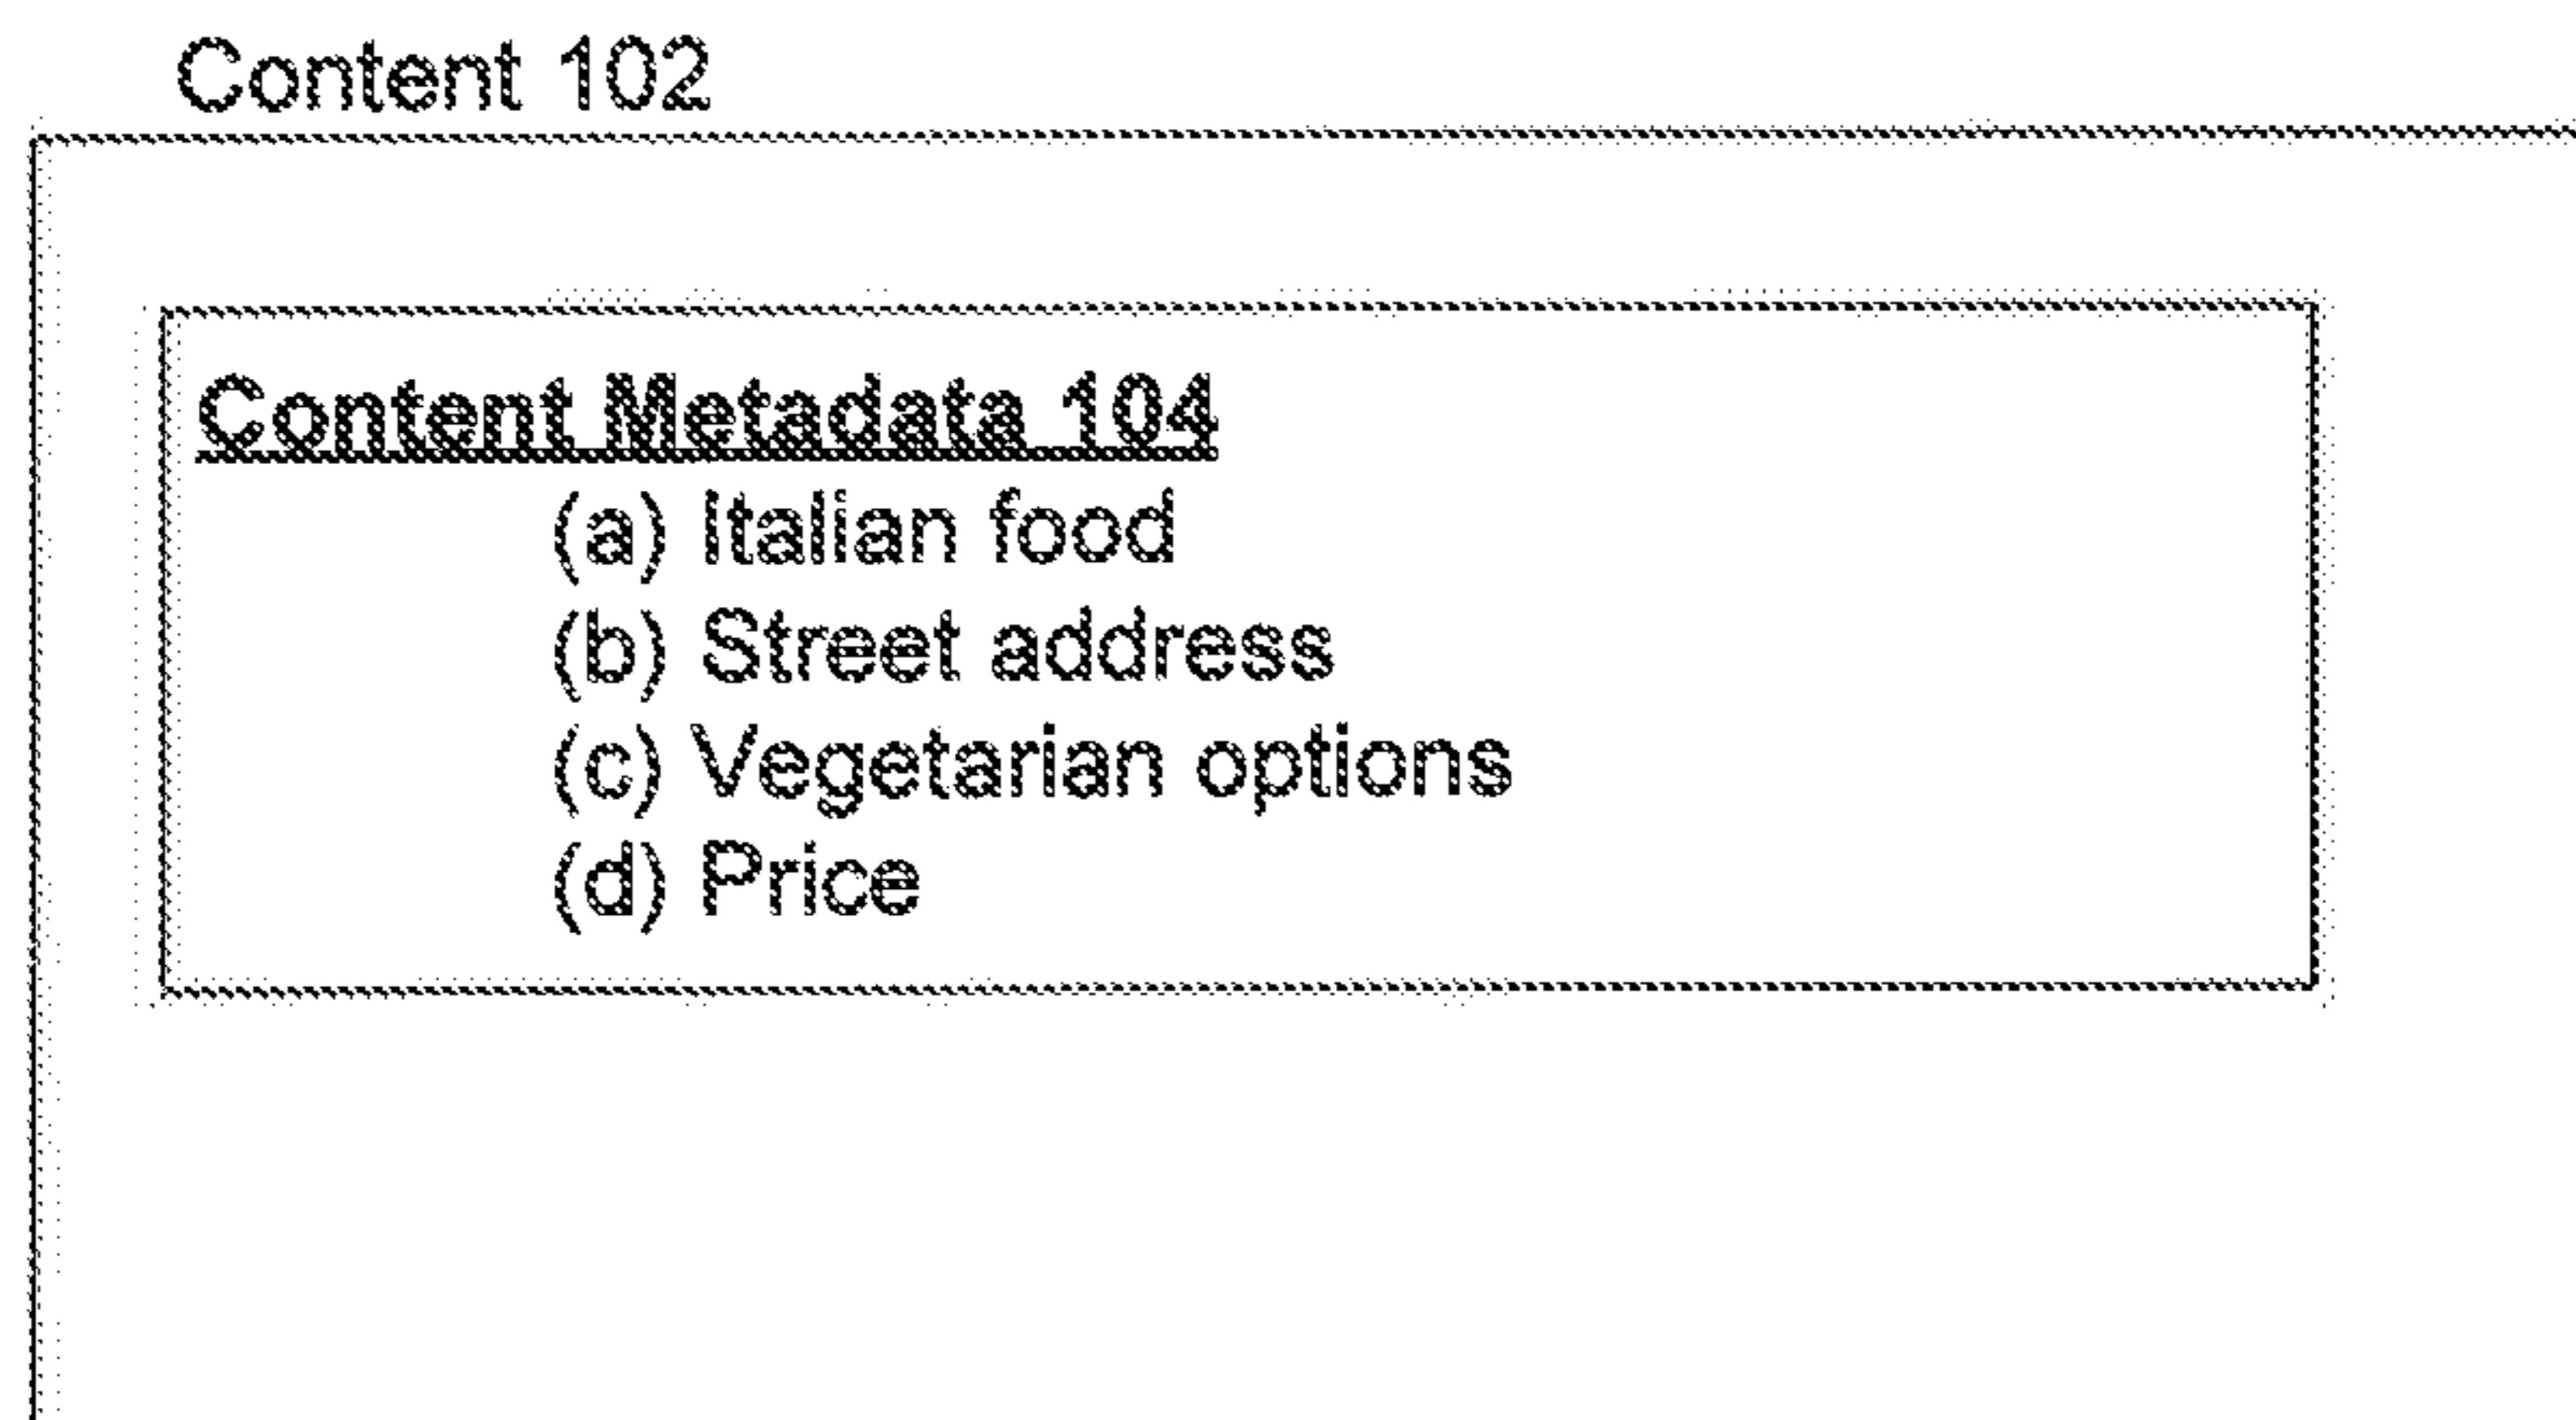 Content 102
Content Metadata 104
(a) Italian food
(b) Street address
(c) Vegetarian options
(d) Price